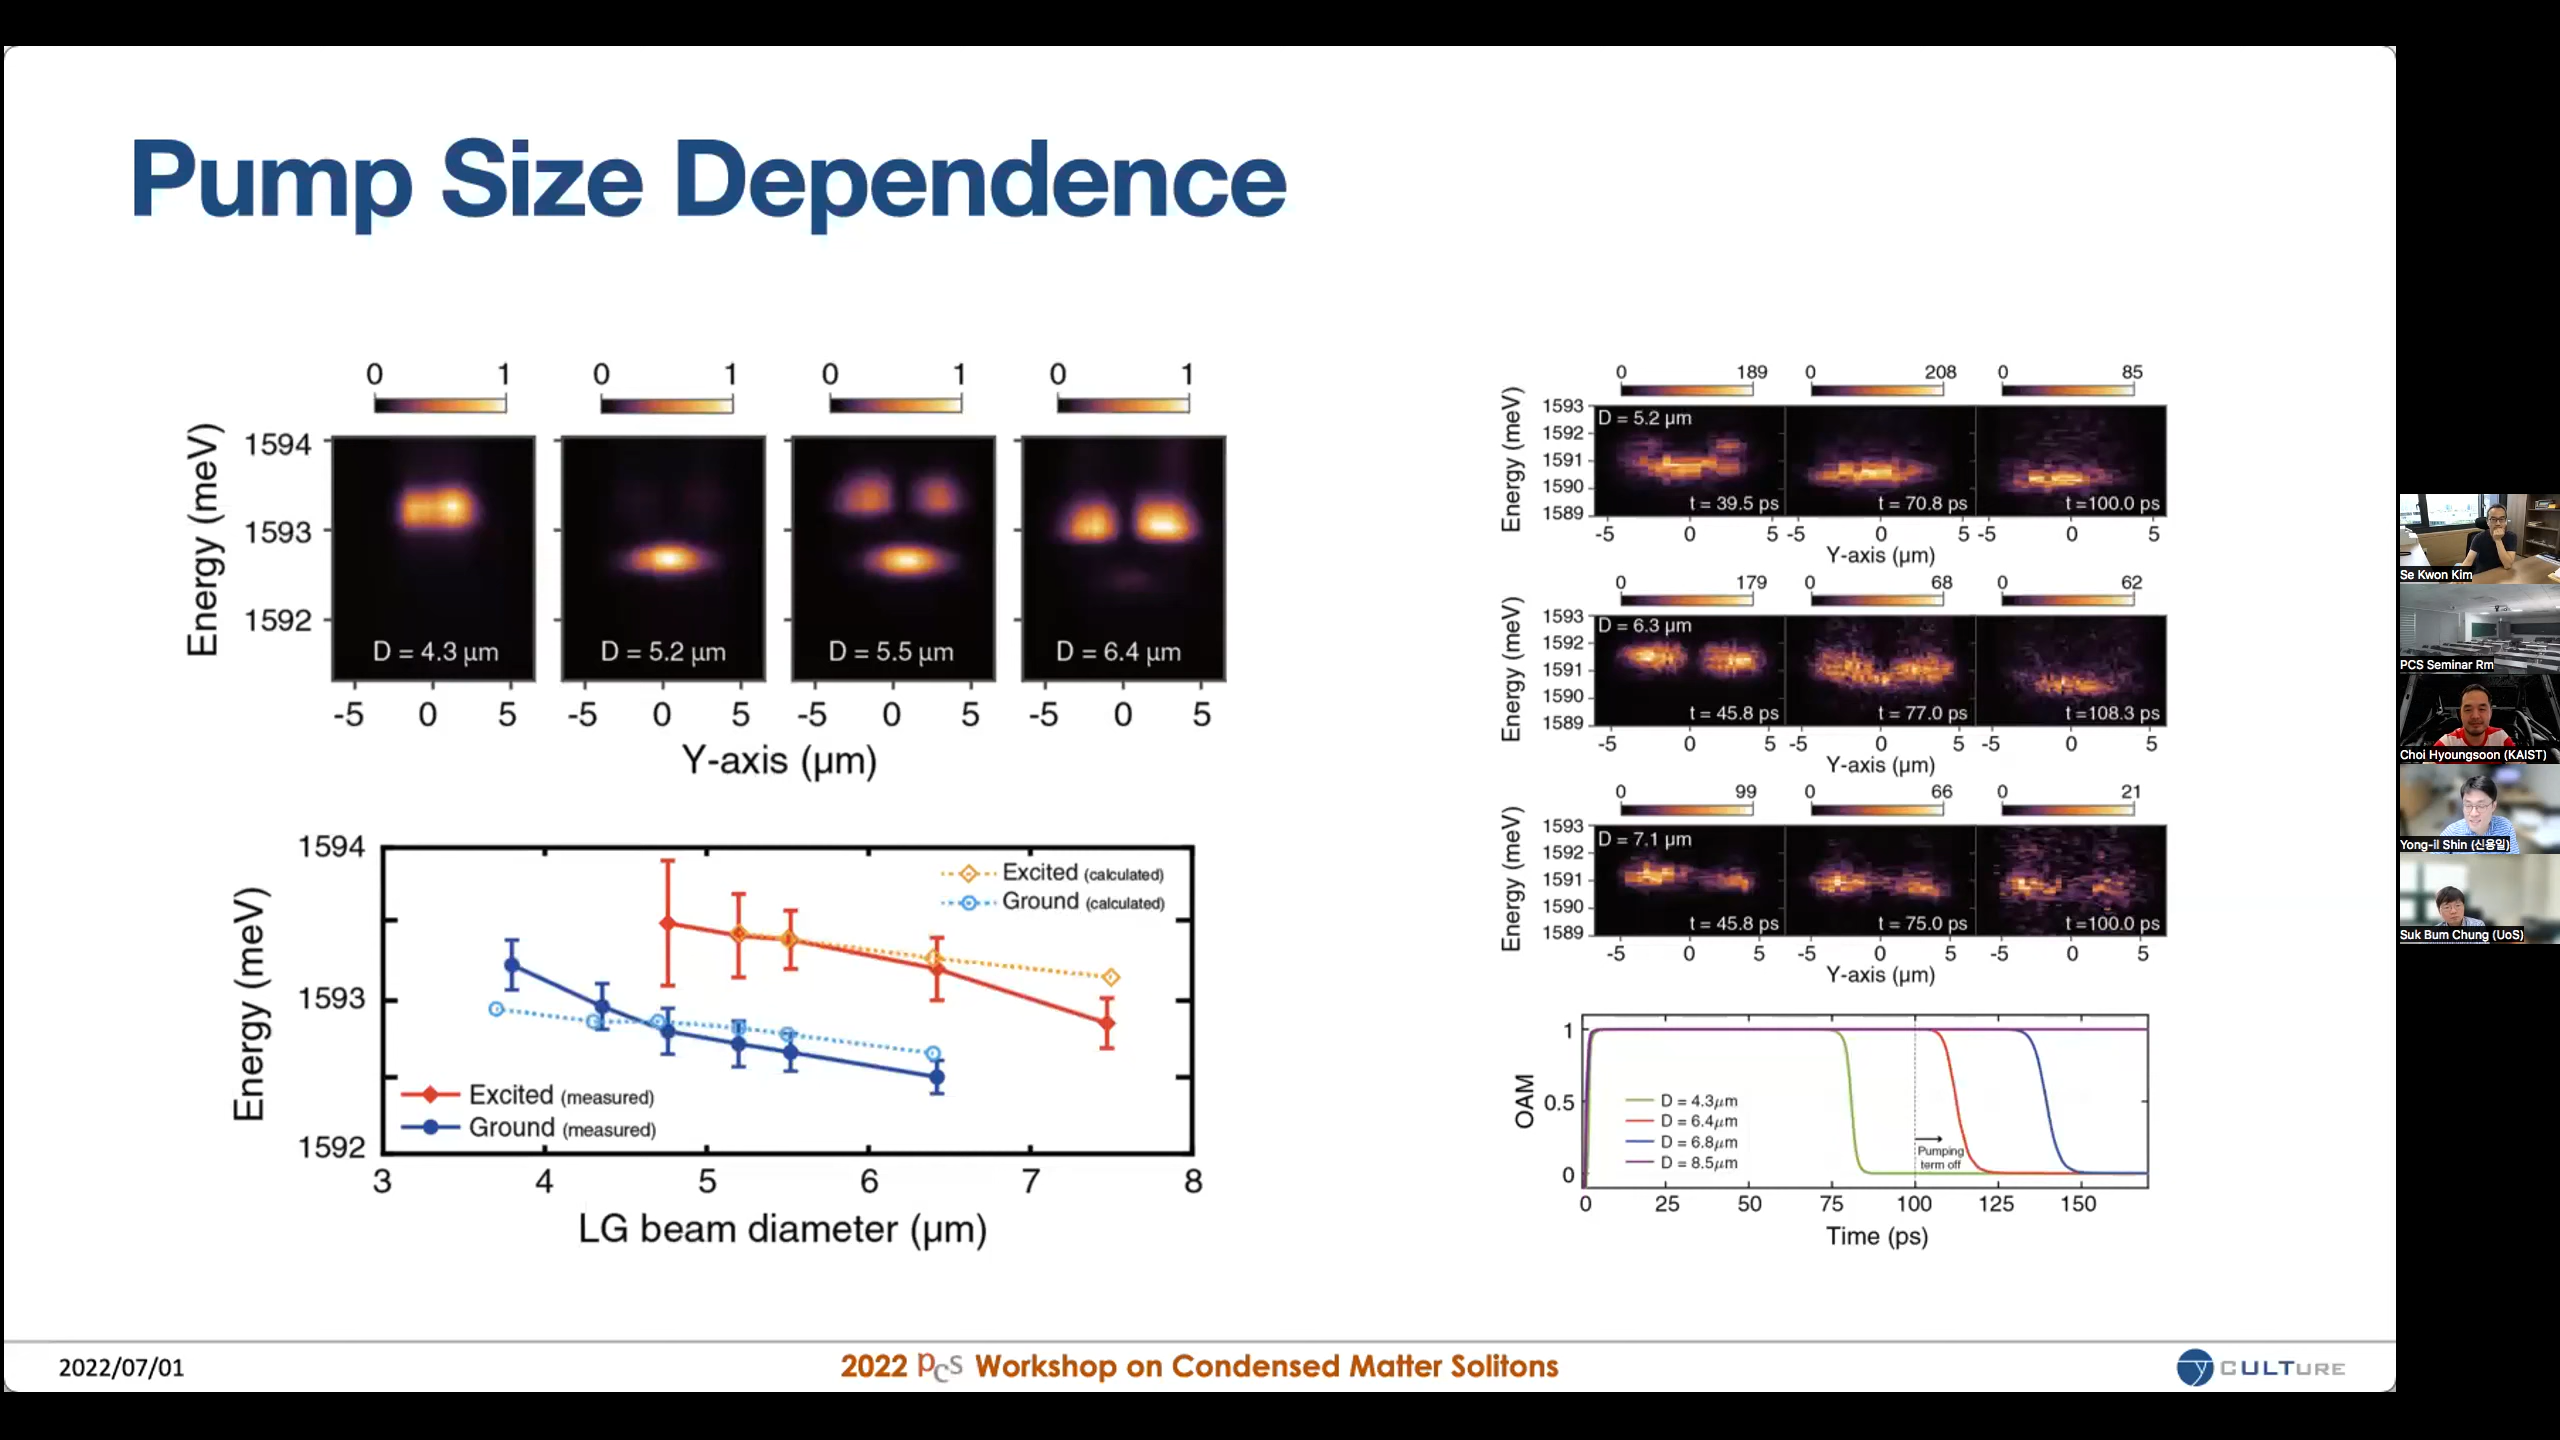 Pump Size Dependence
0 1 0 1 0 1 0 1
Energy (meV)
1594
1593
1592
D = 4.3 μm D = 5.2 μm D = 5.5 μm D = 6.4 μm
-5 0 5 -5 0 5 -5 0 5 -5 0 5
Y-axis (μm)
Energy (meV)
1594
1593
1592
Excited (calculated)
Ground (calculated)
Excited (measured)
Ground (measured)
3 4 5 6 7 8
LG beam diameter (μm)
0 189 0 208 0 85
Energy (meV)
1593
1592
1591
1590
1589
D = 5.2 μm
t = 39.5 ps t = 70.8 ps t =100.0 ps
-5 0 5 -5 0 5 -5 0 5
Y-axis (μm)
0 179 0 68 0 62
Energy (meV)
1593
1592
1591
1590
1589
D = 6.3 μm
t = 45.8 ps t = 77.0 ps t =108.3 ps
-5 0 5 -5 0 5 -5 0 5
Y-axis (μm)
0 99 0 66 0 21
Energy (meV)
1593
1592
1591
1590
1589
D = 7.1 μm
t = 45.8 ps t = 75.0 ps t =100.0 ps
-5 0 5 -5 0 5 -5 0 5
Y-axis (μm)
OAM
1
0.5
0
D = 4.3μm
D = 6.4μm
D = 6.8μm
D = 8.5μm
Pumping
term off
0 25 50 75 100 125 150
Time (ps)
2022/07/01
2022 PCS Workshop on Condensed Matter Solitons
y CULTURE
Se Kwon Kim
PCS Seminar Rm
Choi Hyoungsoon (KAIST)
Yong-il Shin (신용일)
Suk Bum Chung (UoS)